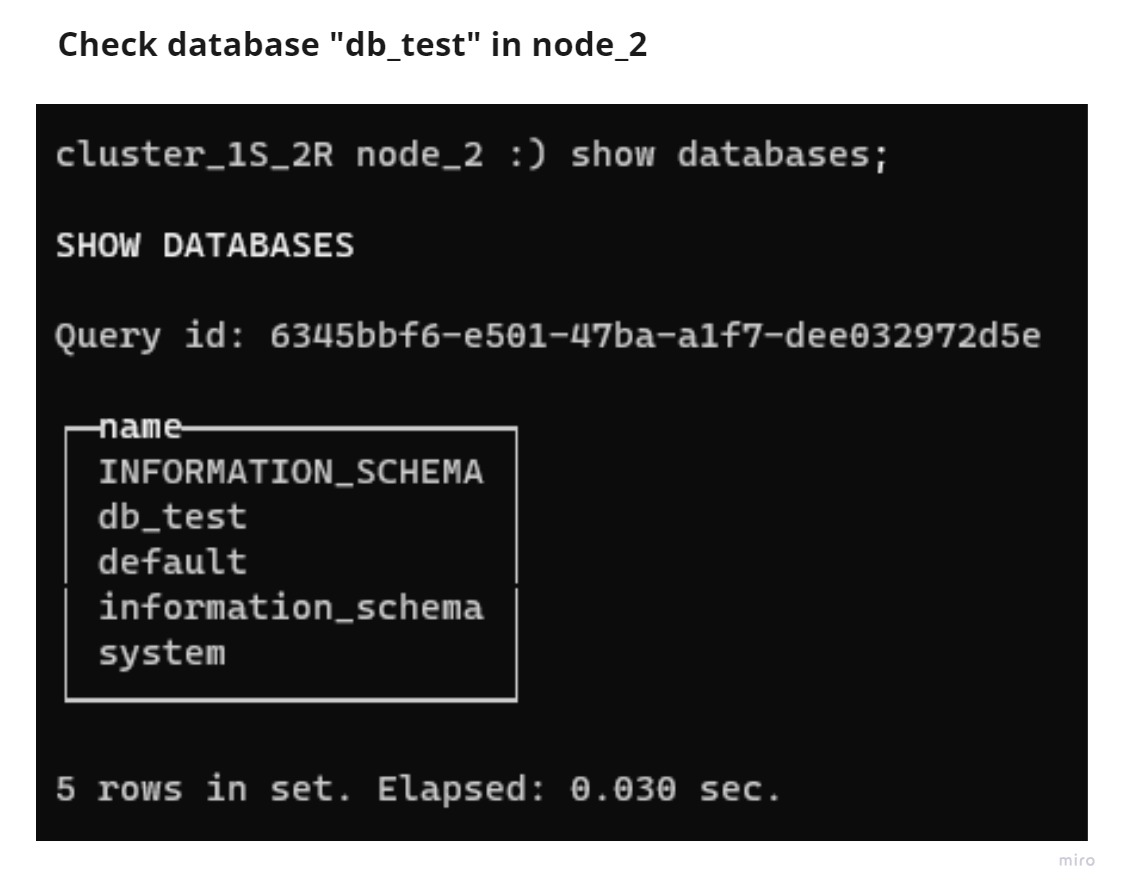 Check database "db_test" in node_2
cluster_1S_2R node_2 :) show databases;
SHOW DATABASES
Query id: 6345bbf6-e501-47ba-a1f7-dee032972d5e
name
INFORMATION_SCHEMA
db_test
default
information_schema
system
5 rows in set. Elapsed: 0.030 sec.
miro